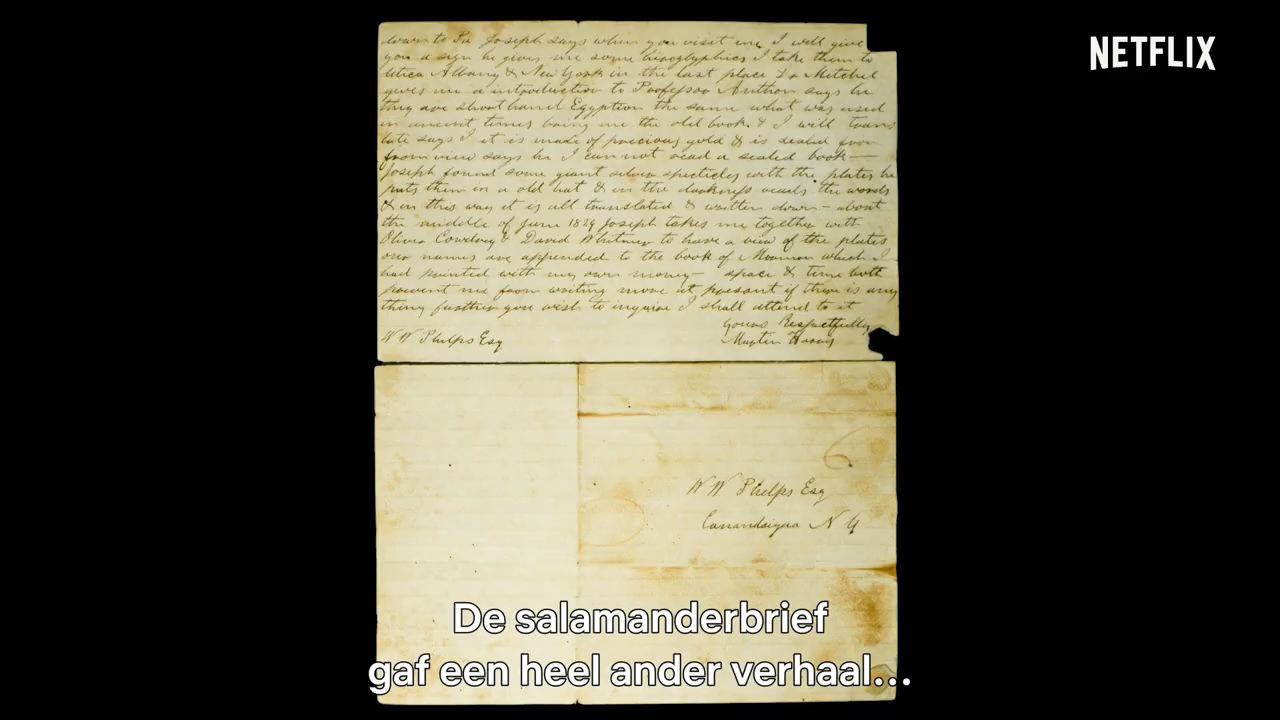 NETFLIX
down to Pa Joseph says when you visit me I will give
you a sign he gives me some hiroglyphics I take them to
Utica Albany & New York in the last place Dr Mitchel
gives me a introduction to Professor Anthon says he
they are short hand Egyption the same what was used
in ancient times bring me the old book & I will trans
late says I it is made of precious gold & is sealed from
from view says he I can not read a sealed book—
Joseph found some giant silver specticles with the plates he
puts them in a old hat & in the darkness reads the words
& in this way it is all translated & written down – about
the middle of June 1829 Joseph takes me together with
Oliver Cowdery & David Whitmer to have a view of the plates
our names are appended to the book of Mormon which I
had printed with my own money— space & time both
prevent me from writing more at presant if there is any
thing further you wish to inquire I shall attend to it
Yours Respectfully
W W Phelps Esq Martin Harris
6
W W Phelps Esq
Canandaigua N Y
De salamanderbrief
gaf een heel ander verhaal...